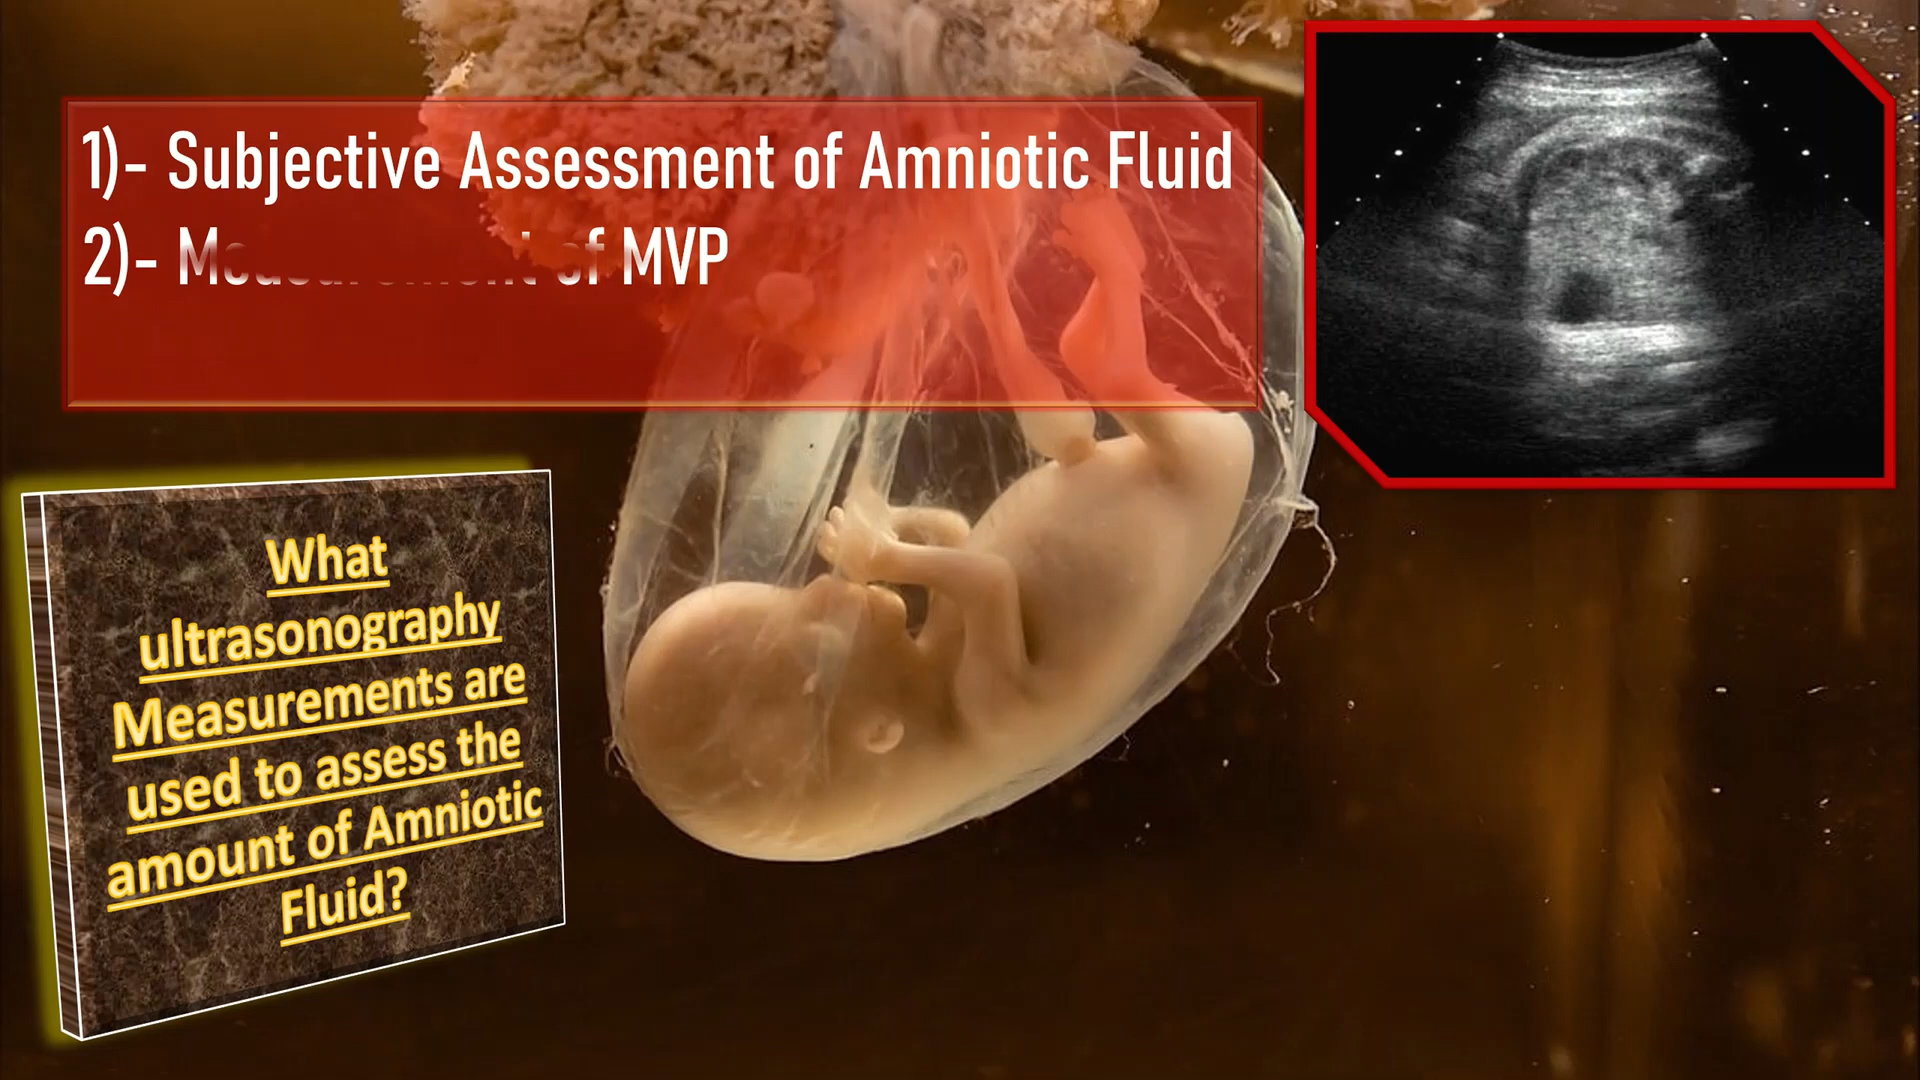 1)- Subjective Assessment of Amniotic Fluid
2)- of MVP
What
ultrasonography
Measurements are
used to assess the
amount of Amniotic
Fluid?